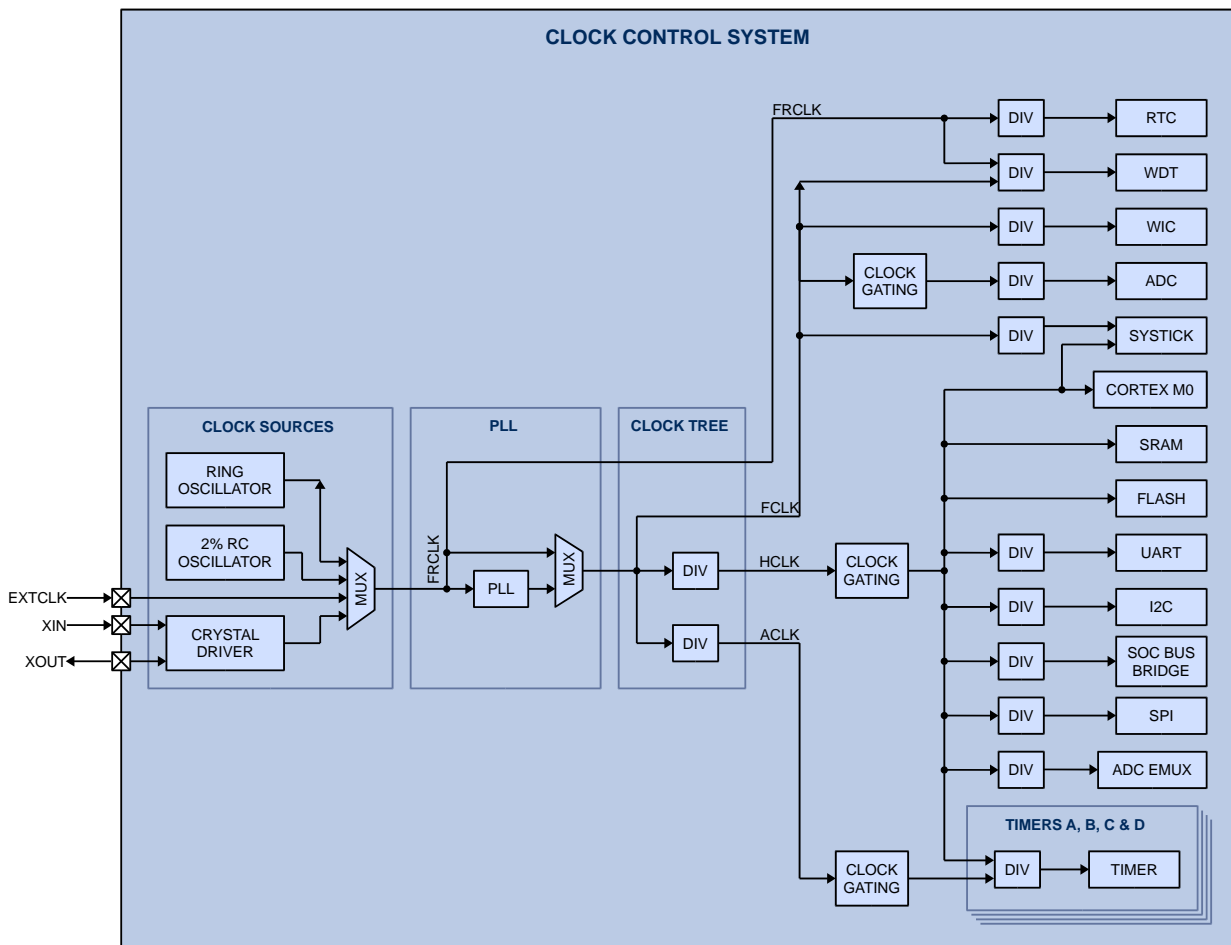 CLOCK CONTROL SYSTEM
FRCLK
DIV
RTC
DIV
WDT
DIV
WIC
CLOCK
GATING
DIV
ADC
DIV
SYSTICK
CORTEX M0
CLOCK SOURCES
PLL
CLOCK TREE
SRAM
RING
OSCILLATOR
FLASH
FCLK
2% RC
OSCILLATOR
MUX
FRCLK
PLL
MUX
DIV
HCLK
CLOCK
GATING
DIV
UART
EXTCLK
XIN
XOUT
CRYSTAL
DRIVER
DIV
ACLK
DIV
I2C
DIV
SOC BUS
BRIDGE
DIV
SPI
DIV
ADC EMUX
TIMERS A, B, C & D
CLOCK
GATING
DIV
TIMER